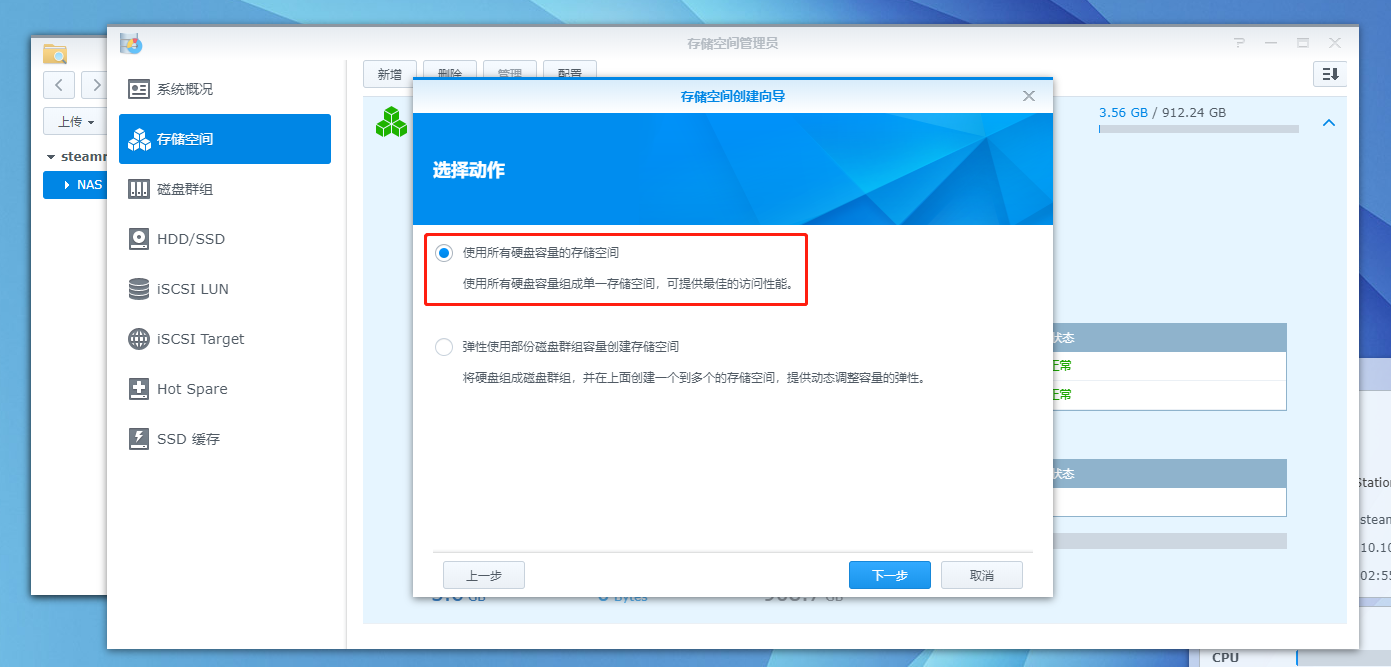 存储空间管理员
上传
steamr
NAS
系统概况
存储空间
磁盘群组
HDD/SSD
iSCSI LUN
iSCSI Target
Hot Spare
SSD 缓存
新增
删除
管理
配置
3.56 GB / 912.24 GB
存储空间创建向导
选择动作
使用所有硬盘容量的存储空间
使用所有硬盘容量组成单一存储空间，可提供最佳的访问性能。
弹性使用部份磁盘群组容量创建存储空间
将硬盘组成磁盘群组，并在上面创建一个到多个的存储空间，提供动态调整容量的弹性。
状态
正常
正常
状态
上一步
下一步
取消
GB
Bytes
GB
Station
steam
10.10
02:55
CPU